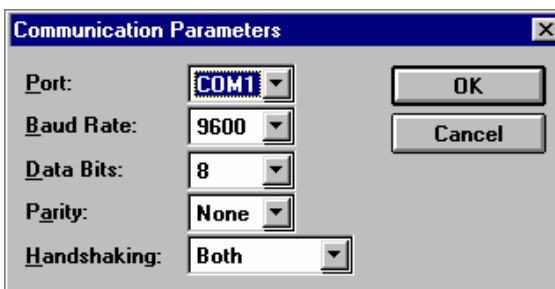 Communication Parameters
Port: COM1 OK
Baud Rate: 9600 Cancel
Data Bits: 8
Parity: None
Handshaking: Both